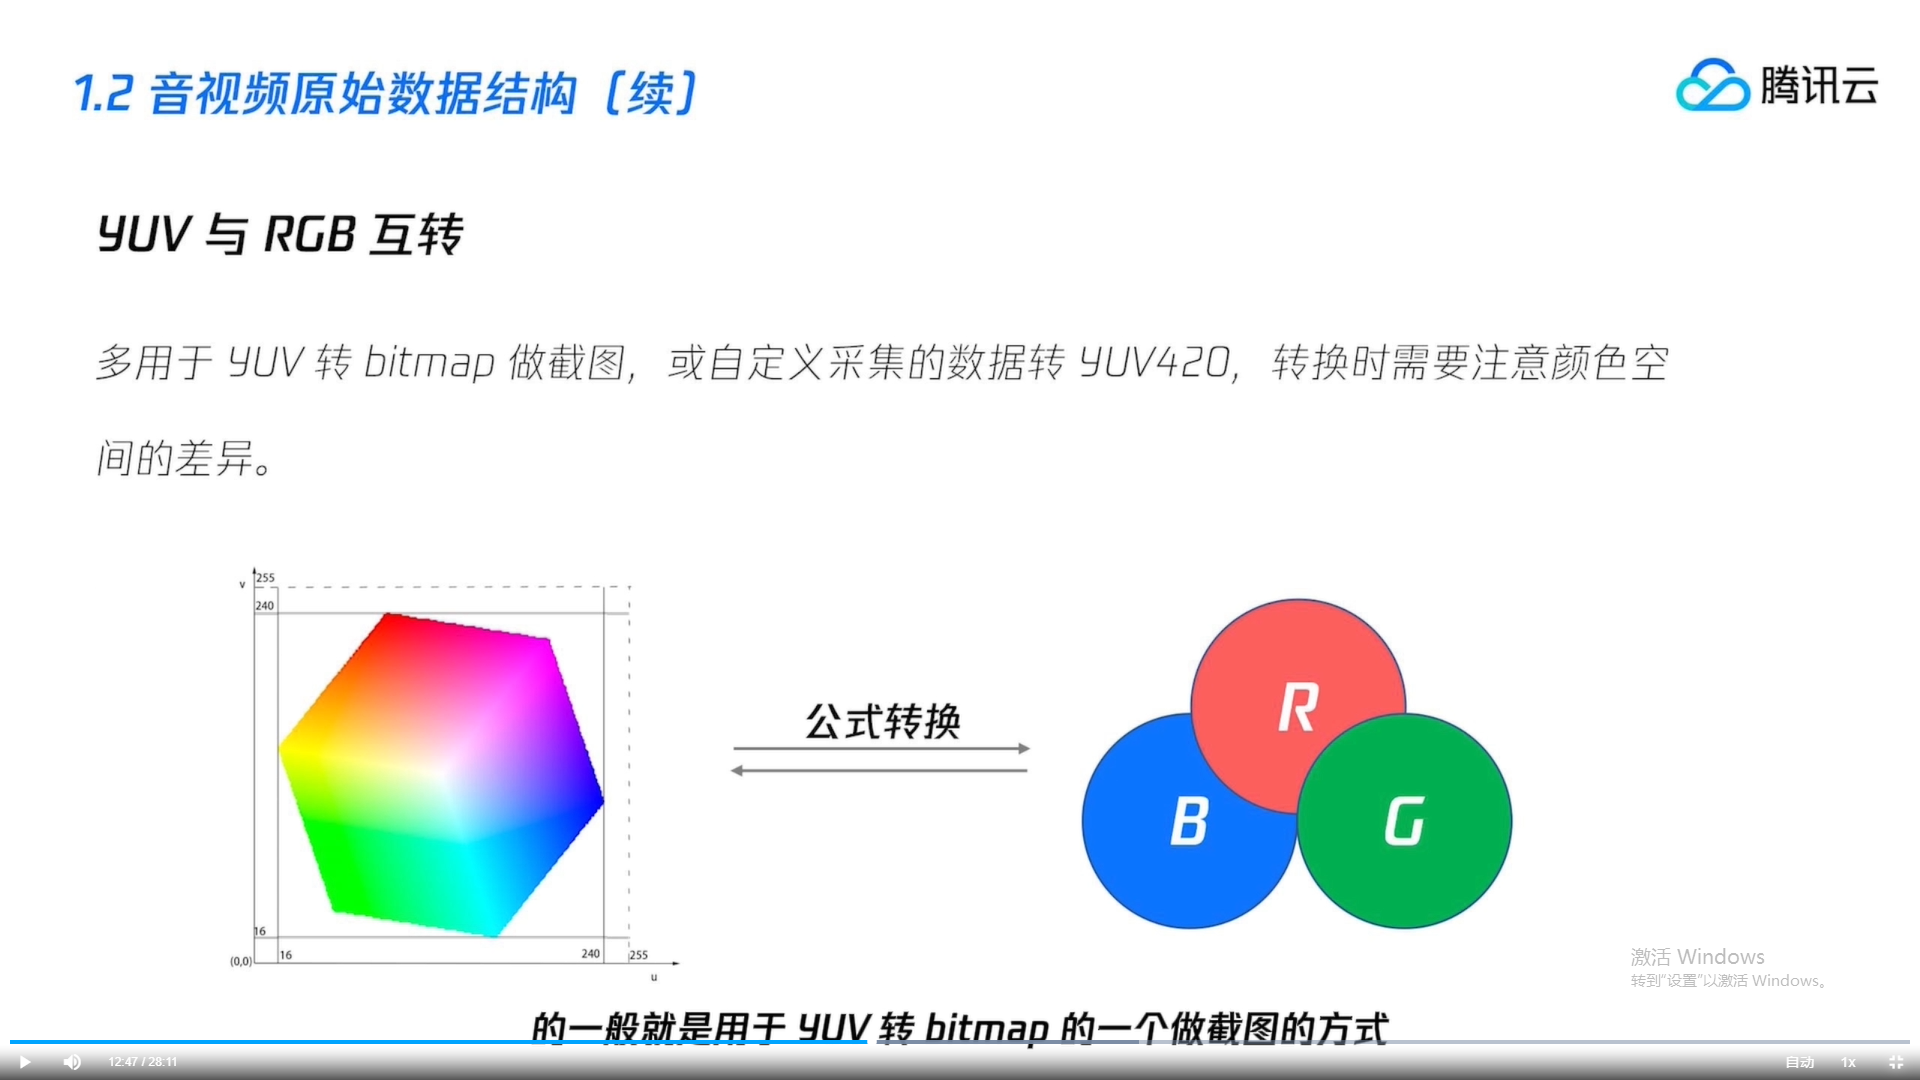 1.2 音视频原始数据结构（续）
腾讯云
YUV 与 RGB 互转
多用于 YUV 转 bitmap 做截图，或自定义采集的数据转 YUV420，转换时需要注意颜色空
间的差异。
v
255
240
16
(0,0)
16
240
255
u
公式转换
R
B
G
激活 Windows
转到“设置”以激活 Windows。
的一般就是用于 YUV 转 bitmap 的一个做截图的方式
12:47 / 28:11
自动
1x